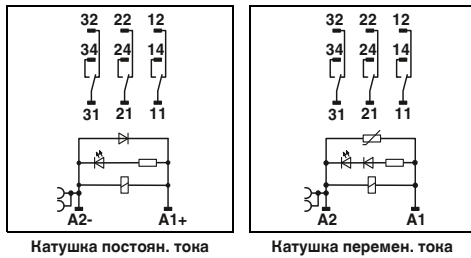 32 22 12
34 24 14
31 21 11
A2- A1+
Катушка постоян. тока
32 22 12
34 24 14
31 21 11
A2 A1
Катушка перемен. тока